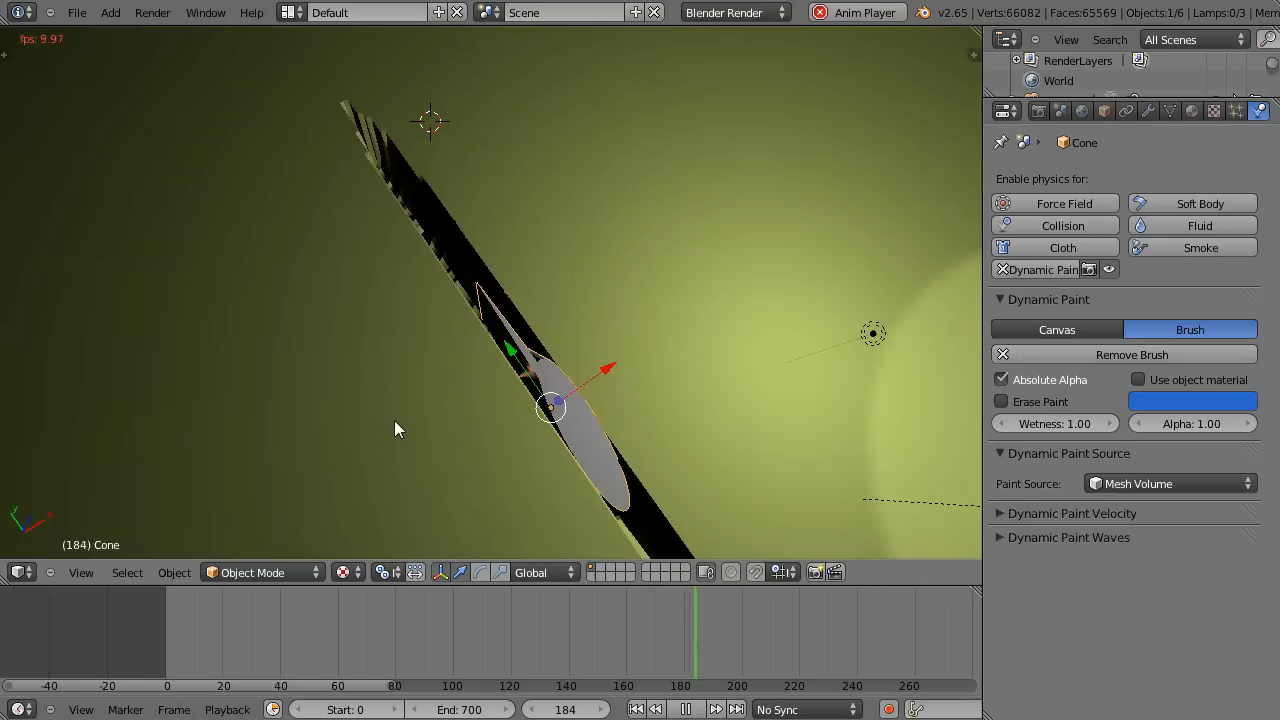 File Add Render Window Help Default Scene Blender Render Anim Player v2.65 | Verts:66082 | Faces:65569 | Objects:1/6 | Lamps:0/3 | Mem
fps: 9.97
View Search All Scenes
RenderLayers |
World
Cone
Enable physics for:
Force Field Soft Body
Collision Fluid
Cloth Smoke
Dynamic Pain
Dynamic Paint
Canvas Brush
Remove Brush
Absolute Alpha Use object material
Erase Paint
Wetness: 1.00 Alpha: 1.00
Dynamic Paint Source
Paint Source: Mesh Volume
Dynamic Paint Velocity
Dynamic Paint Waves
y x
(184) Cone
View Select Object Object Mode Global
-40 -20 0 20 40 60 80 100 120 140 160 180 200 220 240 260
View Marker Frame Playback Start: 0 End: 700 184 No Sync